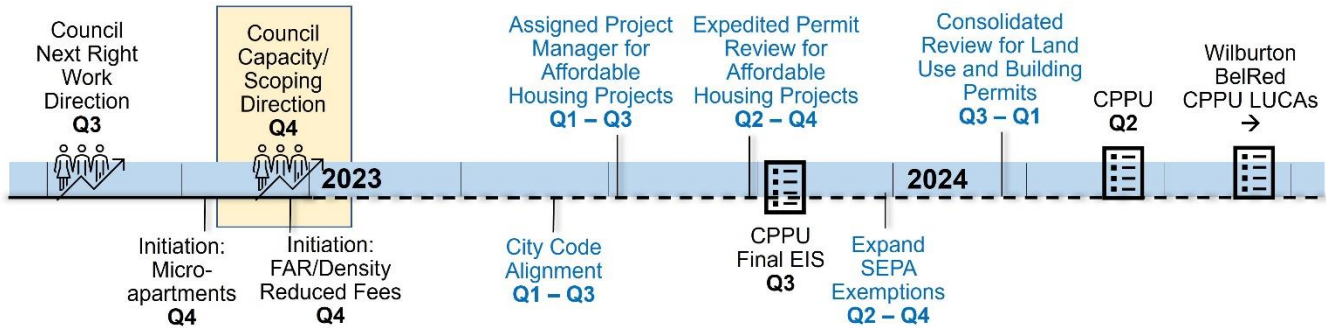 Council
Next Right
Work
Direction
Q3
Council
Capacity/
Scoping
Direction
Q4
Assigned Project
Manager for
Affordable
Housing Projects
Q1 – Q3
Expedited Permit
Review for
Affordable
Housing Projects
Q2 – Q4
Consolidated
Review for Land
Use and Building
Permits
Q3 – Q1
CPPU
Q2
Wilburton
BelRed
CPPU LUCAs
→
2023
2024
Initiation:
Micro-
apartments
Q4
Initiation:
FAR/Density
Reduced Fees
Q4
City Code
Alignment
Q1 – Q3
CPPU
Final EIS
Q3
Expand
SEPA
Exemptions
Q2 – Q4